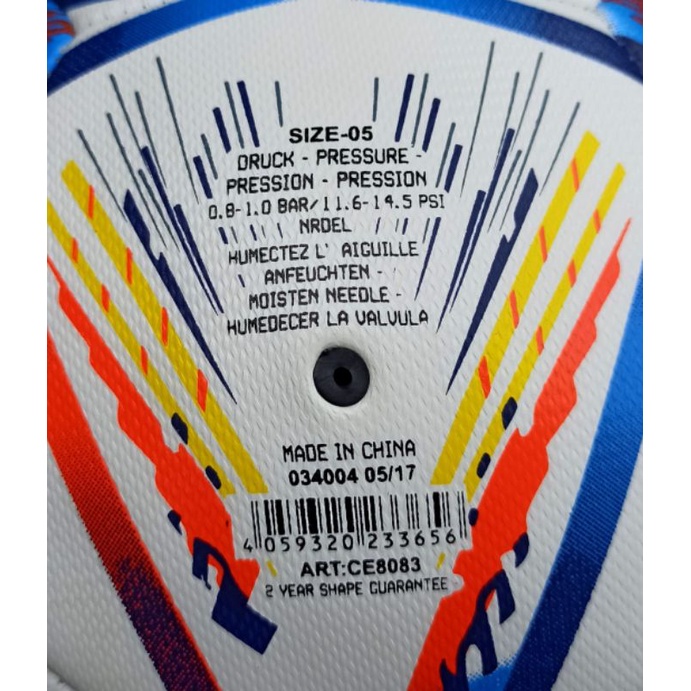 SIZE-05
DRUCK - PRESSURE -
PRESSION - PRESSION
0.8-1.0 BAR/11.6-14.5 PSI
NRDEL
HUMECTEZ L' AIGUILLE
ANFEUCHTEN -
MOISTEN NEEDLE -
HUMEDECER LA VALVULA
MADE IN CHINA
034004 05/17
4 059320 233656
ART:CE8083
2 YEAR SHAPE GUARANTEE